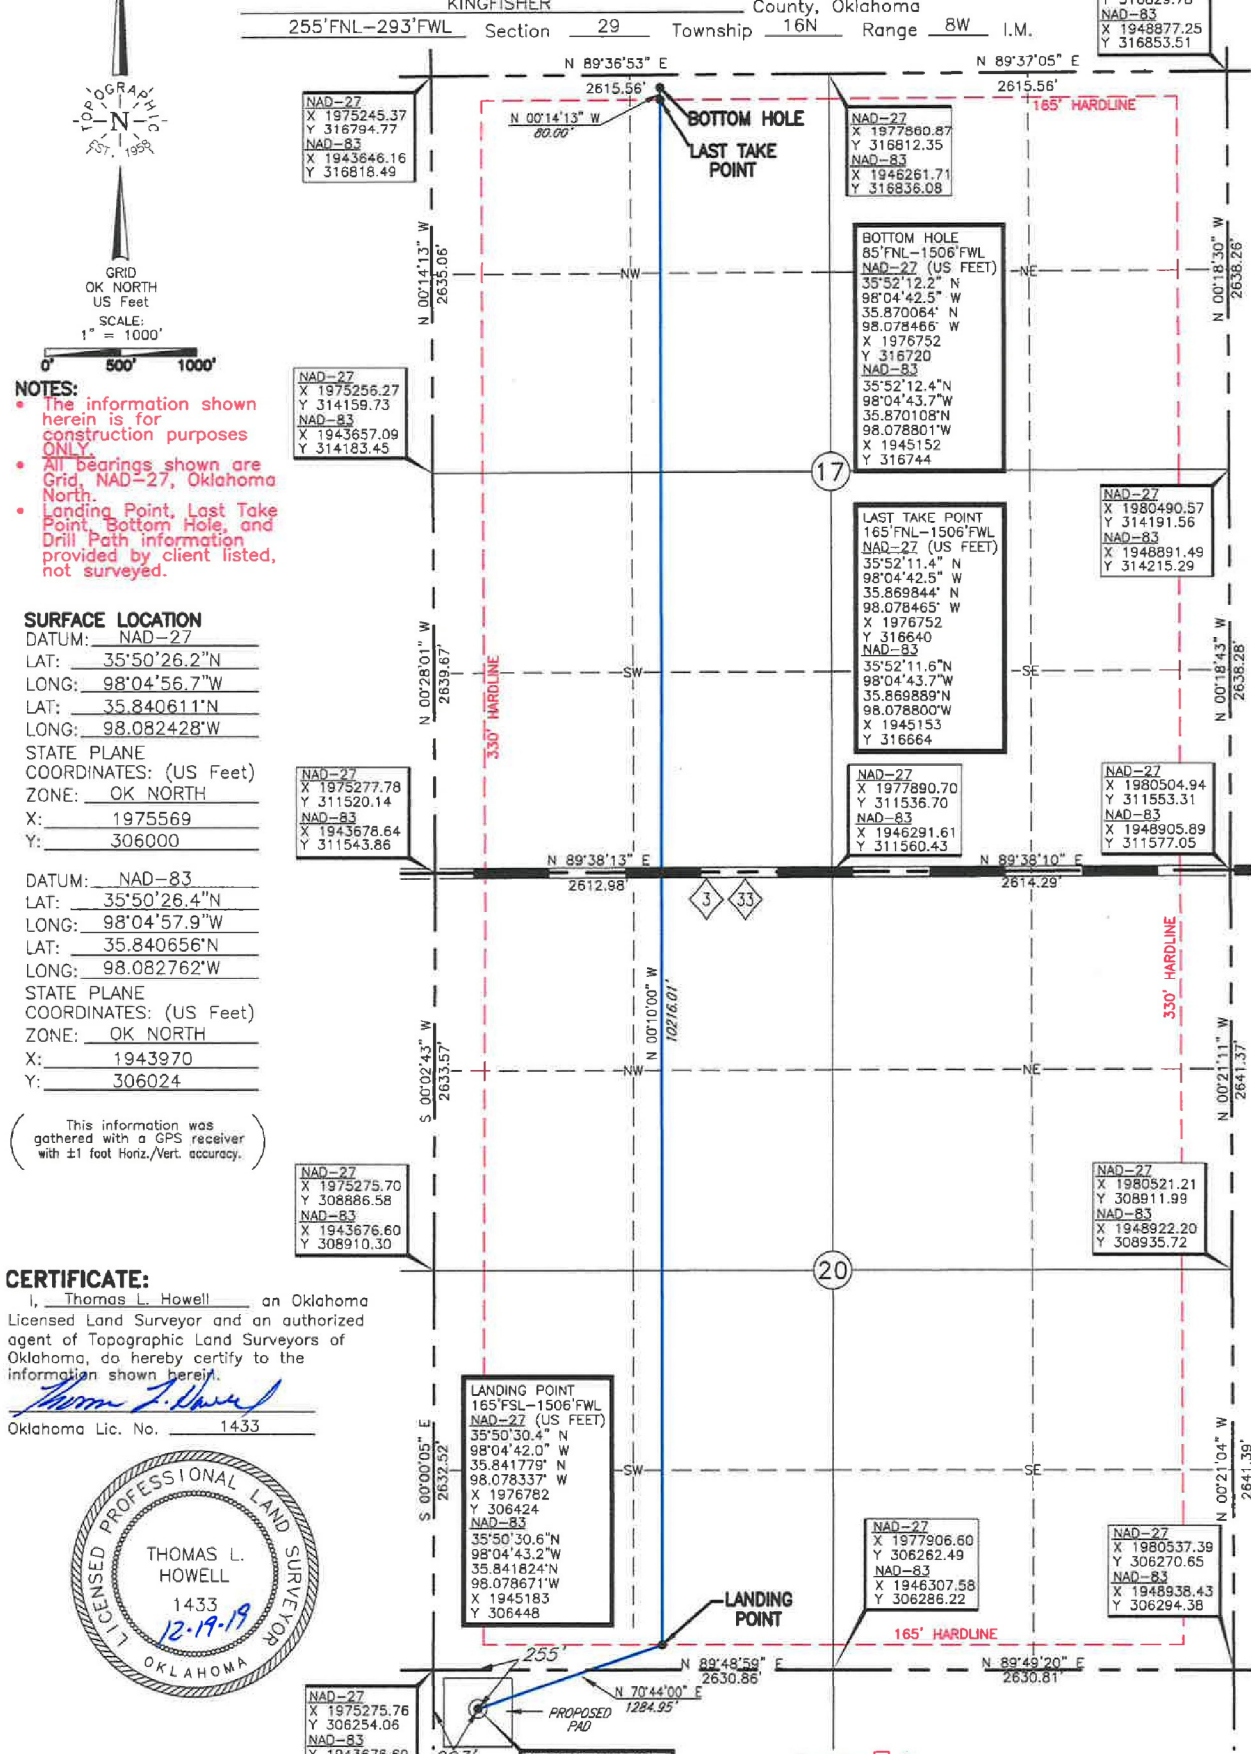 KINGFISHER County, Oklahoma
255'FNL-293'FWL Section 29 Township 16N Range 8W I.M.
NAD-83
X 1948877.25
Y 316853.51
TOPOGRAPHIC
N
EST. 1958
GRID
OK NORTH
US Feet
SCALE:
1" = 1000'
0' 500' 1000'
NOTES:
• The information shown
herein is for
construction purposes
ONLY.
• All bearings shown are
Grid, NAD-27, Oklahoma
North.
• Landing Point, Last Take
Point, Bottom Hole, and
Drill Path information
provided by client listed,
not surveyed.
SURFACE LOCATION
DATUM: NAD-27
LAT: 35°50'26.2"N
LONG: 98°04'56.7"W
LAT: 35.840611°N
LONG: 98.082428°W
STATE PLANE
COORDINATES: (US Feet)
ZONE: OK NORTH
X: 1975569
Y: 306000
DATUM: NAD-83
LAT: 35°50'26.4"N
LONG: 98°04'57.9"W
LAT: 35.840656°N
LONG: 98.082762°W
STATE PLANE
COORDINATES: (US Feet)
ZONE: OK NORTH
X: 1943970
Y: 306024
This information was
gathered with a GPS receiver
with ±1 foot Horiz./Vert. accuracy.
CERTIFICATE:
I, Thomas L. Howell an Oklahoma
Licensed Land Surveyor and an authorized
agent of Topographic Land Surveyors of
Oklahoma, do hereby certify to the
information shown herein.
Oklahoma Lic. No. 1433
LICENSED PROFESSIONAL LAND SURVEYOR
THOMAS L.
HOWELL
1433
12-19-19
OKLAHOMA
N 89°36'53" E
2615.56'
N 89°37'05" E
2615.56'
165' HARDLINE
NAD-27
X 1975245.37
Y 316794.77
NAD-83
X 1943646.16
Y 316818.49
N 00°14'13" W
80.00'
BOTTOM HOLE
LAST TAKE
POINT
NAD-27
X 1977860.87
Y 316812.35
NAD-83
X 1946261.71
Y 316836.08
N 00°14'13" W
2635.06'
NW
NE
N 00°18'30" W
2638.26'
BOTTOM HOLE
85'FNL-1506'FWL
NAD-27 (US FEET)
35°52'12.2" N
98°04'42.5" W
35.870064° N
98.078466° W
X 1976752
Y 316720
NAD-83
35°52'12.4"N
98°04'43.7"W
35.870108°N
98.078801°W
X 1945152
Y 316744
NAD-27
X 1975256.27
Y 314159.73
NAD-83
X 1943657.09
Y 314183.45
17
NAD-27
X 1980490.57
Y 314191.56
NAD-83
X 1948891.49
Y 314215.29
LAST TAKE POINT
165'FNL-1506'FWL
NAD-27 (US FEET)
35°52'11.4" N
98°04'42.5" W
35.869844° N
98.078465° W
X 1976752
Y 316640
NAD-83
35°52'11.6"N
98°04'43.7"W
35.869889°N
98.078800°W
X 1945153
Y 316664
N 00°28'01" W
2639.67'
330' HARDLINE
SW
SE
N 00°18'43" W
2638.28'
NAD-27
X 1975277.78
Y 311520.14
NAD-83
X 1943678.64
Y 311543.86
NAD-27
X 1977890.70
Y 311536.70
NAD-83
X 1946291.61
Y 311560.43
NAD-27
X 1980504.94
Y 311553.31
NAD-83
X 1948905.89
Y 311577.05
N 89°38'13" E
2612.98'
N 89°38'10" E
2614.29'
3 33
330' HARDLINE
N 00°10'00" W
10216.01'
S 00°02'43" W
2633.57'
NW
NE
N 00°21'11" W
2641.37'
NAD-27
X 1975275.70
Y 308886.58
NAD-83
X 1943676.60
Y 308910.30
NAD-27
X 1980521.21
Y 308911.99
NAD-83
X 1948922.20
Y 308935.72
20
LANDING POINT
165'FSL-1506'FWL
NAD-27 (US FEET)
35°50'30.4" N
98°04'42.0" W
35.841779° N
98.078337° W
X 1976782
Y 306424
NAD-83
35°50'30.6"N
98°04'43.2"W
35.841824°N
98.078671°W
X 1945183
Y 306448
S 00°00'05" E
2632.52'
SW
SE
N 00°21'04" W
2641.39'
NAD-27
X 1977906.60
Y 306262.49
NAD-83
X 1946307.58
Y 306286.22
NAD-27
X 1980537.39
Y 306270.65
NAD-83
X 1948938.43
Y 306294.38
LANDING
POINT
165' HARDLINE
255'
N 89°48'59" E
2630.86'
N 89°49'20" E
2630.81'
N 70°44'00" E
1284.95'
PROPOSED
PAD
NAD-27
X 1975275.76
Y 306254.06
NAD-83